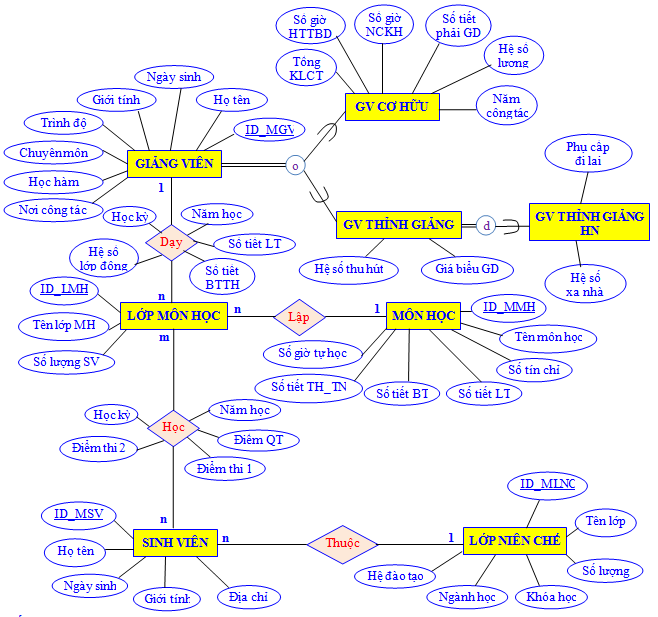 Số giờ
HTTBD
Số giờ
NCKH
Số tiết
phải GD
Hệ số
lương
Tổng
KLCT
Năm
công tác
GV CƠ HỮU
Ngày sinh
Giới tính
Họ tên
Trình độ
ID_MGV
Chuyên môn
GIẢNG VIÊN
Học hàm
Nơi công tác
1
o
Phụ cấp
đi lại
GV THỈNH GIẢNG
d
GV THỈNH GIẢNG
HN
Học kỳ
Năm học
Dạy
Số tiết LT
Hệ số
lớp đông
Số tiết
BTTH
Hệ số thu hút
Giá biểu GD
Hệ số
xa nhà
ID_LMH
n
LỚP MÔN HỌC
n
Lập
1
MÔN HỌC
ID_MMH
Tên lớp MH
m
Tên môn học
Số lượng SV
Số giờ tự học
Số tín chỉ
Số tiết TH_TN
Số tiết BT
Số tiết LT
Học kỳ
Năm học
Học
Điểm thi 2
Điểm QT
Điểm thi 1
ID_MSV
n
SINH VIÊN
n
Thuộc
1
LỚP NIÊN CHẾ
ID_MLNC
Tên lớp
Họ tên
Ngày sinh
Giới tính
Địa chỉ
Hệ đào tạo
Ngành học
Khóa học
Số lượng